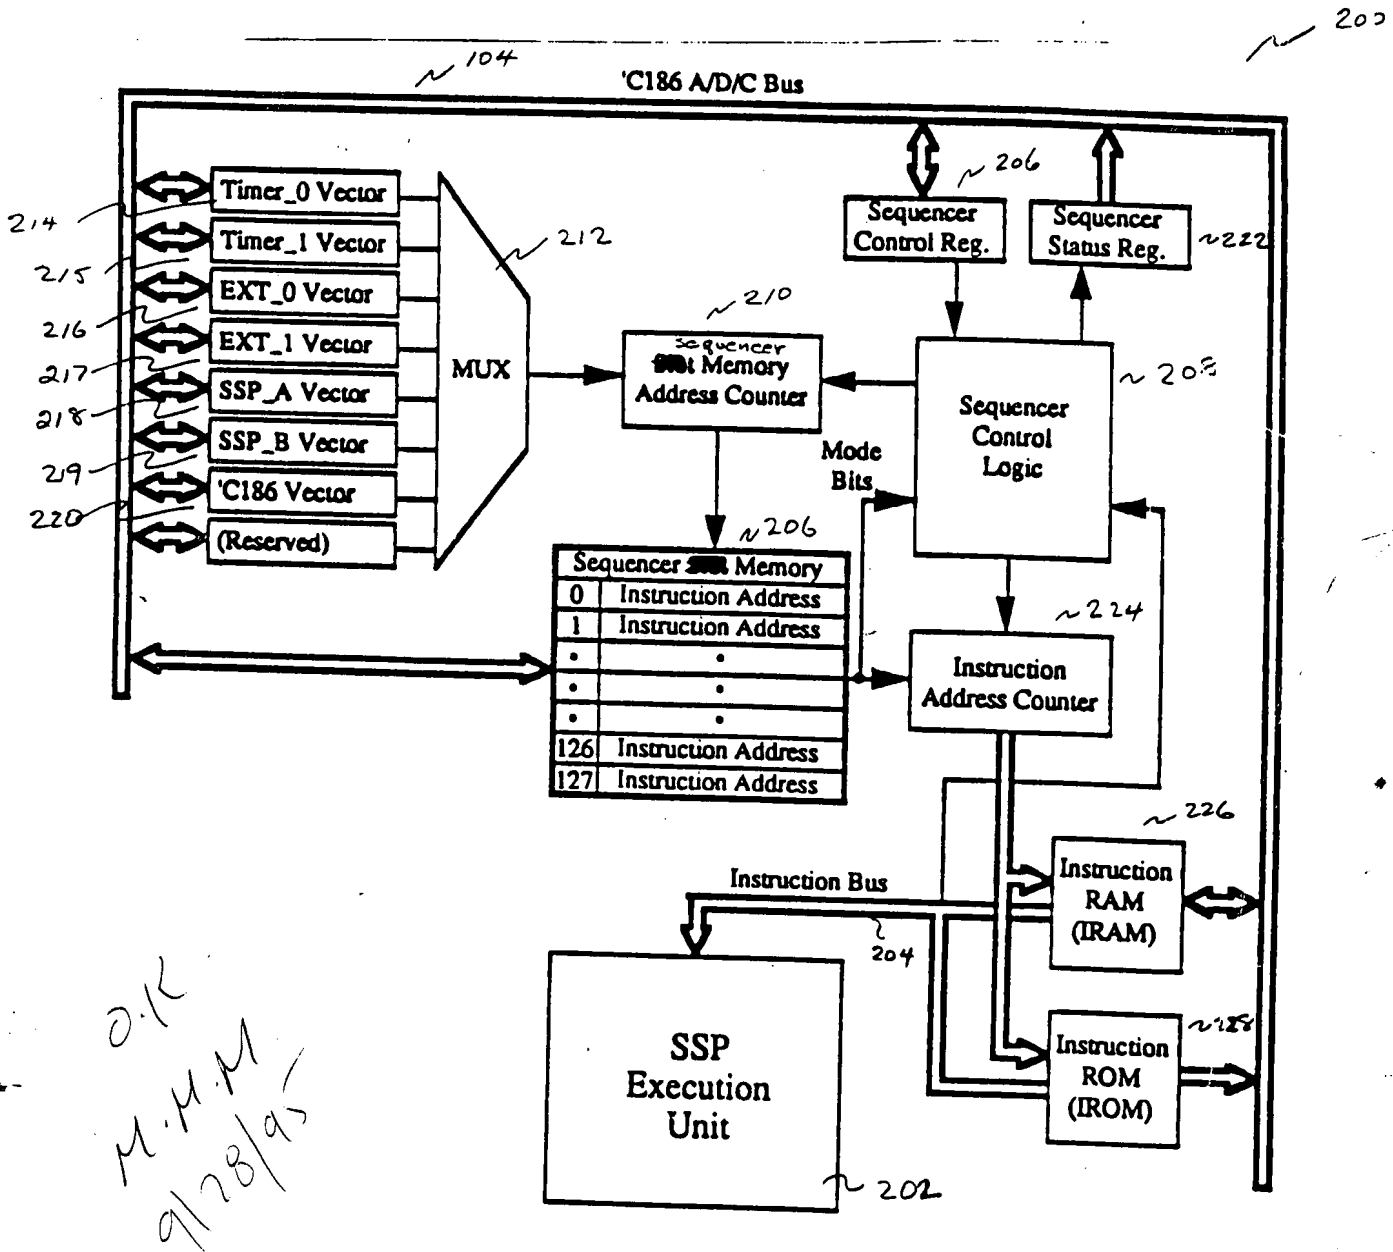 200
104
'C186 A/D/C Bus
206
Timer_0 Vector
Sequencer
Control Reg.
Sequencer
Status Reg.
222
214
Timer_1 Vector
212
215
EXT_0 Vector
210
216
EXT_1 Vector
MUX
sequencer
Memory
Address Counter
208
217
SSP_A Vector
Sequencer
Control
Logic
218
SSP_B Vector
Mode
Bits
219
'C186 Vector
220
(Reserved)
206
Sequencer Memory
0 Instruction Address
1 Instruction Address
224
Instruction
Address Counter
126 Instruction Address
127 Instruction Address
226
Instruction
RAM
(IRAM)
Instruction Bus
204
Instruction
ROM
(IROM)
SSP
Execution
Unit
202
O.K
M.M.M
9/28/95